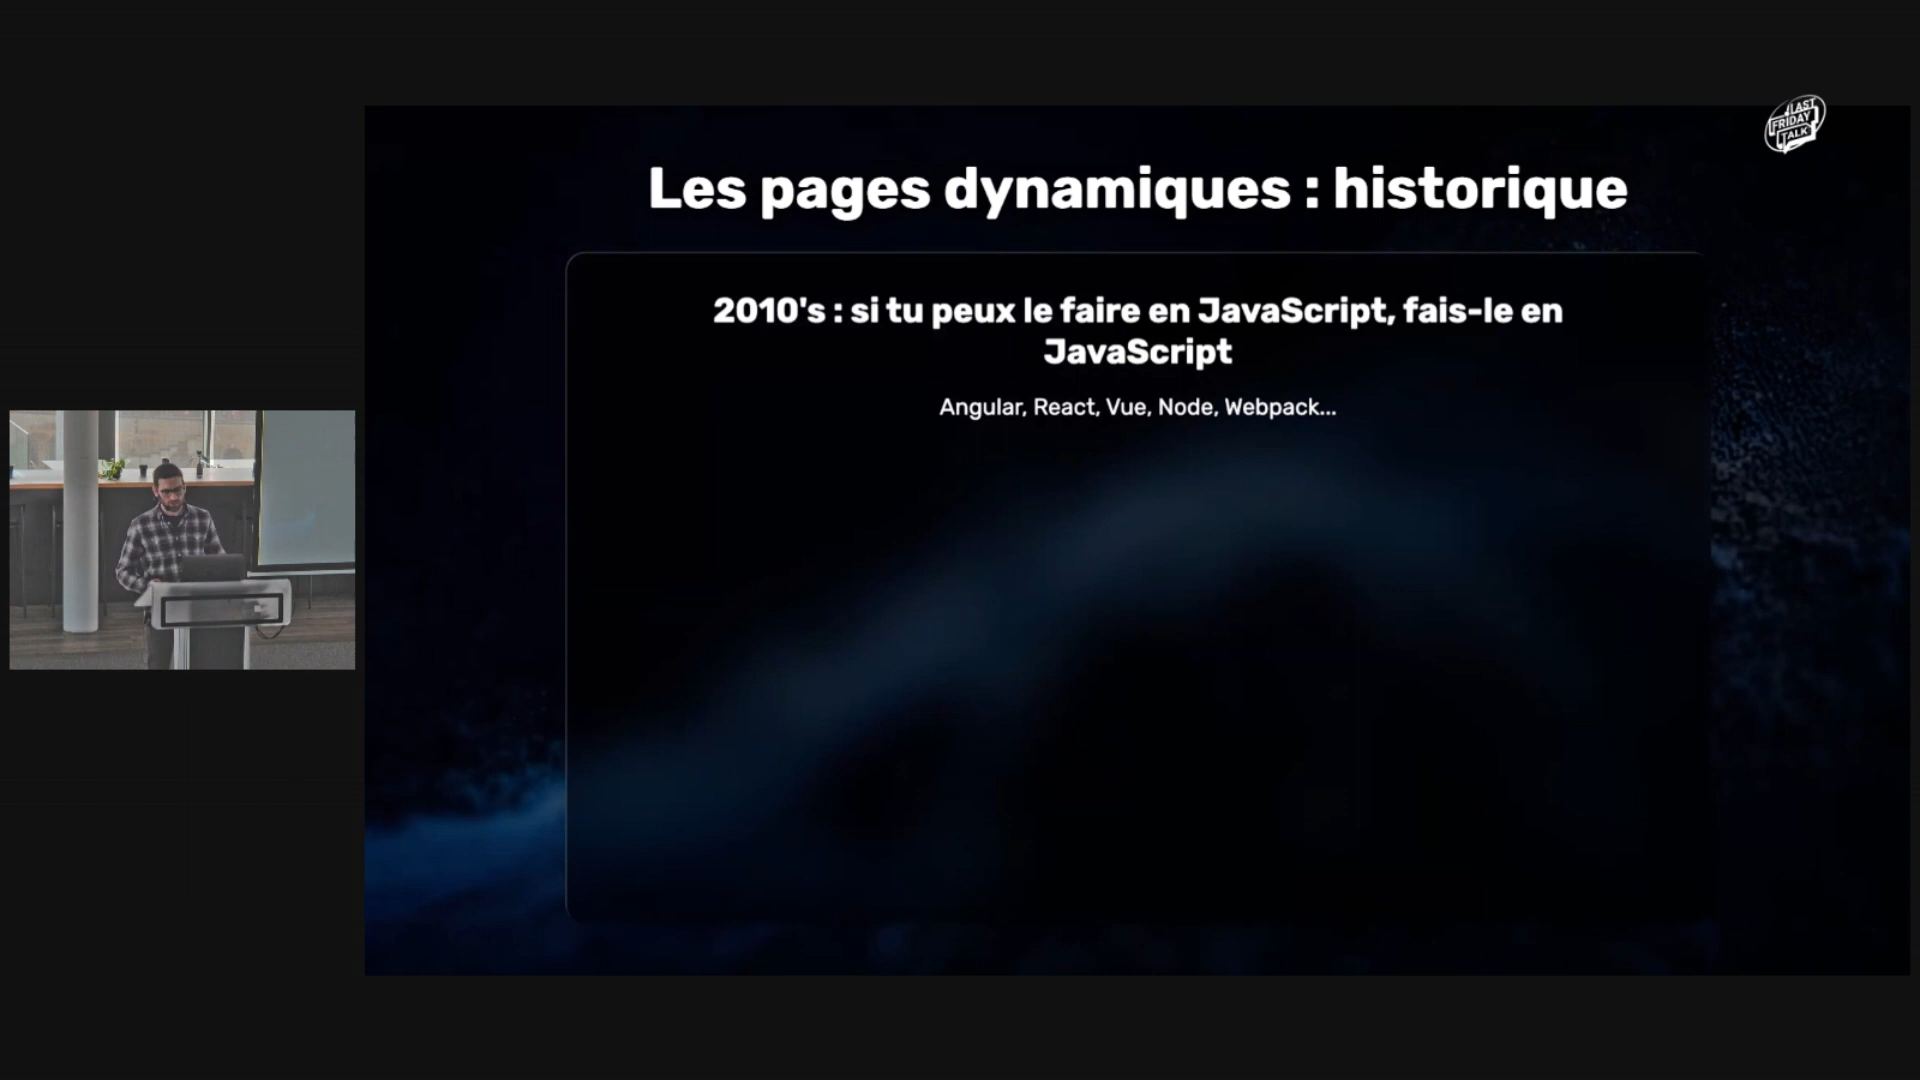 LAST
FRIDAY
TALK
Les pages dynamiques : historique
2010's : si tu peux le faire en JavaScript, fais-le en
JavaScript
Angular, React, Vue, Node, Webpack...